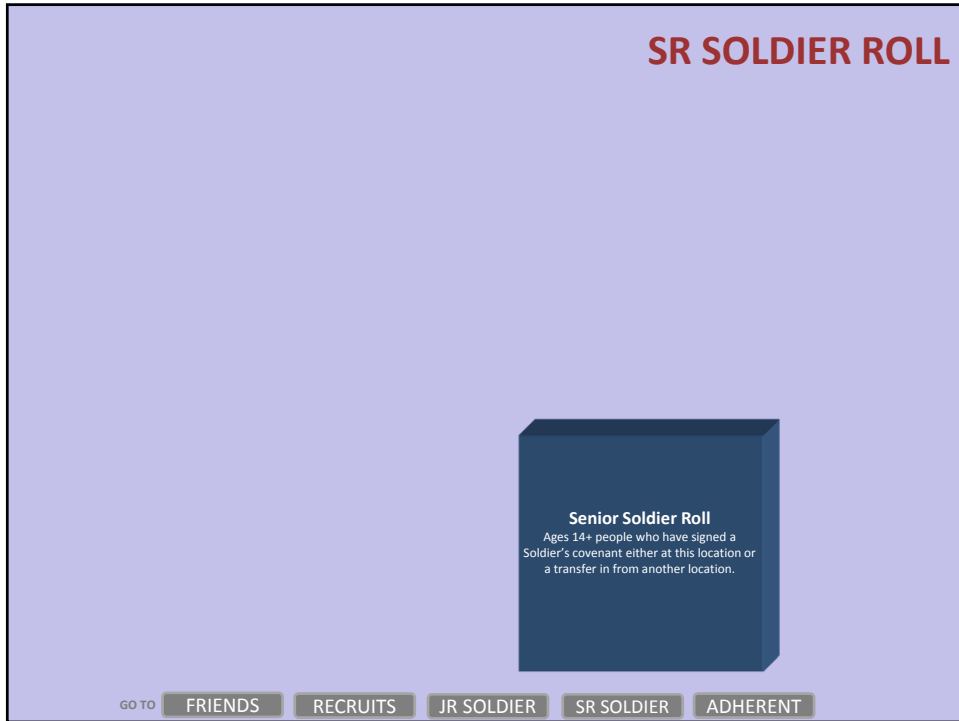 SR SOLDIER ROLL
Senior Soldier Roll
Ages 14+ people who have signed a
Soldier’s covenant either at this location or
a transfer in from another location.
GO TO FRIENDS RECRUITS JR SOLDIER SR SOLDIER ADHERENT